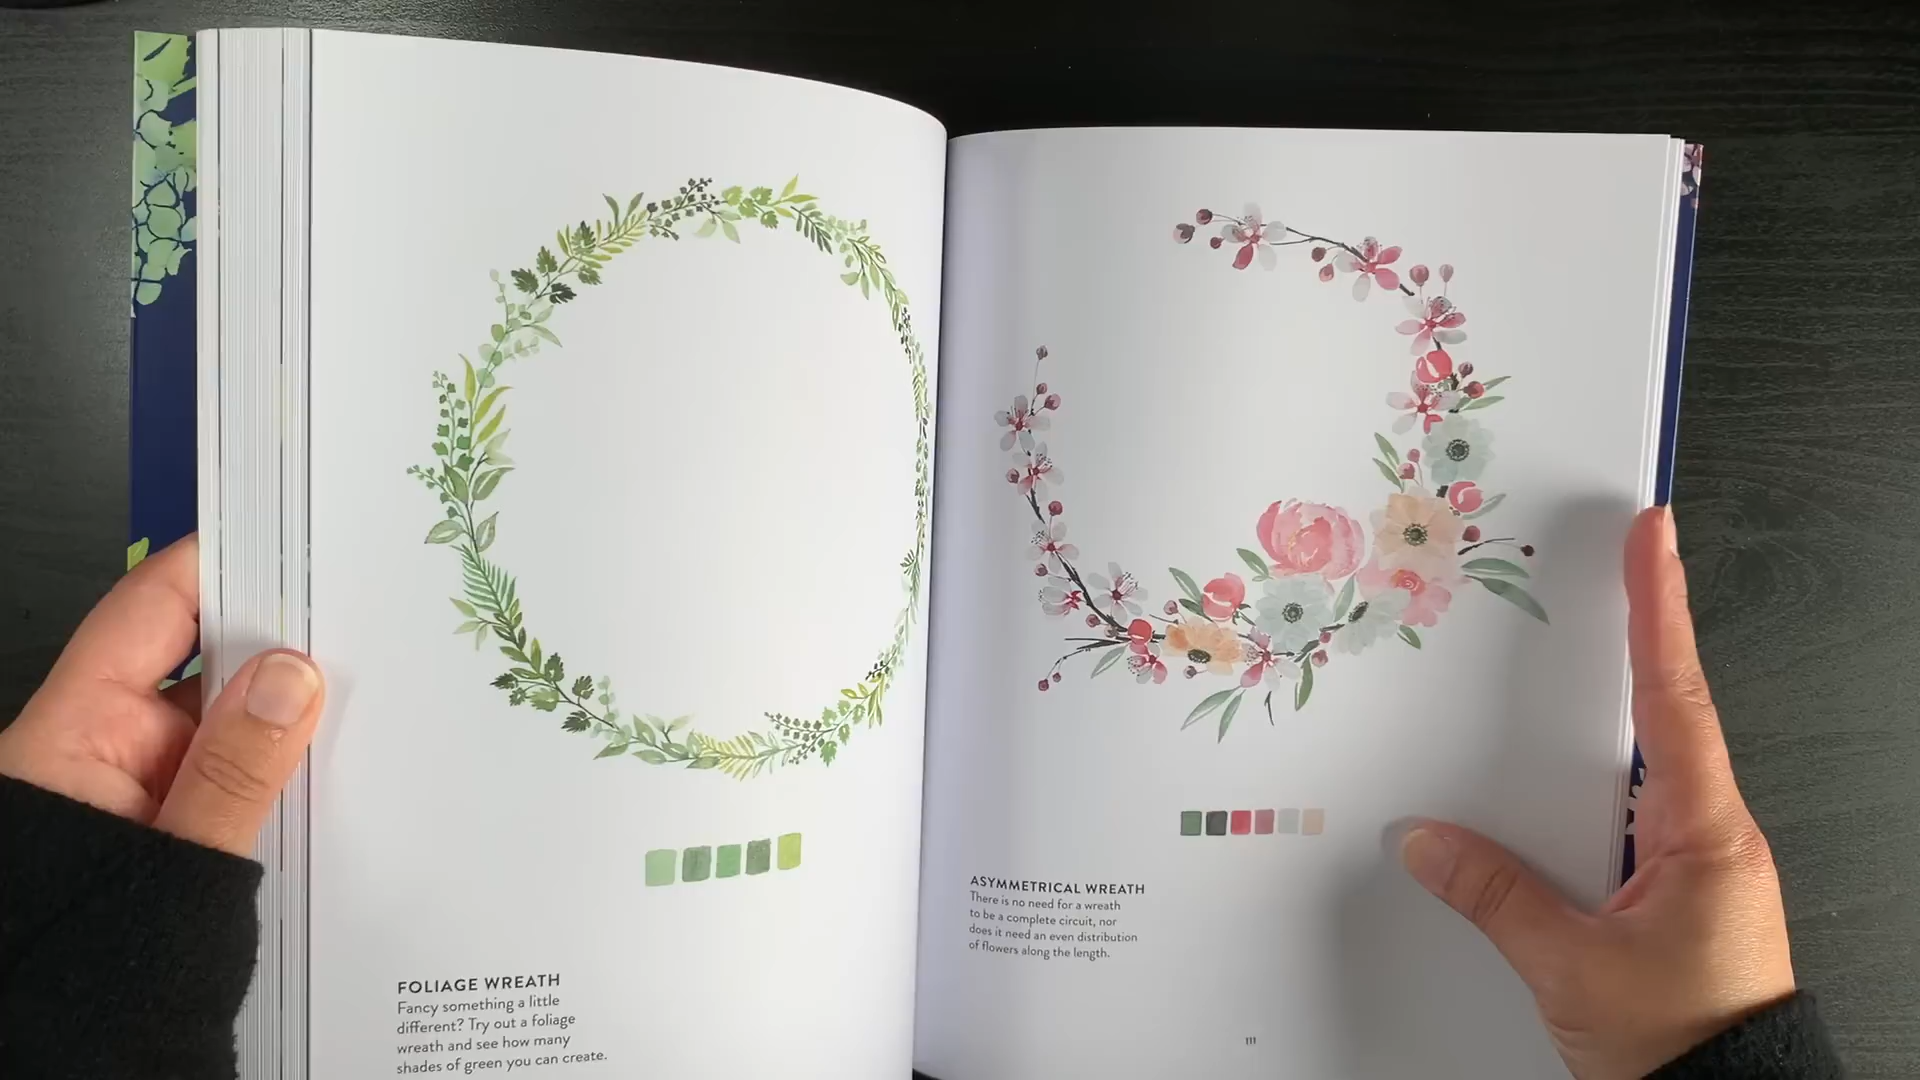 FOLIAGE WREATH
Fancy something a little
different? Try out a foliage
wreath and see how many
shades of green you can create.
ASYMMETRICAL WREATH
There is no need for a wreath
to be a complete circuit, nor
does it need an even distribution
of flowers along the length.
111